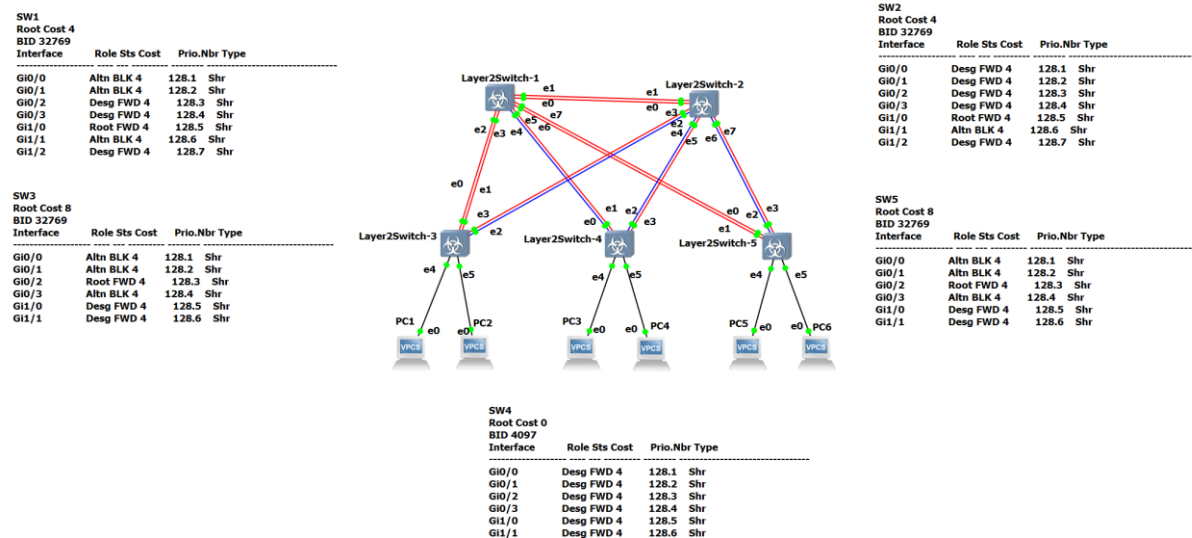 SW1
Root Cost 4
BID 32769
Interface Role Sts Cost Prio.Nbr Type
------------------- ---- --- --------- -------- --------------------------------
Gi0/0 Altn BLK 4 128.1 Shr
Gi0/1 Altn BLK 4 128.2 Shr
Gi0/2 Desg FWD 4 128.3 Shr
Gi0/3 Desg FWD 4 128.4 Shr
Gi1/0 Root FWD 4 128.5 Shr
Gi1/1 Altn BLK 4 128.6 Shr
Gi1/2 Desg FWD 4 128.7 Shr
SW2
Root Cost 4
BID 32769
Interface Role Sts Cost Prio.Nbr Type
------------------- ---- --- --------- -------- --------------------------------
Gi0/0 Desg FWD 4 128.1 Shr
Gi0/1 Desg FWD 4 128.2 Shr
Gi0/2 Desg FWD 4 128.3 Shr
Gi0/3 Desg FWD 4 128.4 Shr
Gi1/0 Root FWD 4 128.5 Shr
Gi1/1 Altn BLK 4 128.6 Shr
Gi1/2 Desg FWD 4 128.7 Shr
Layer2Switch-1
Layer2Switch-2
e1
e1
e0
e0
e7
e3
e5
e2
e4
e2
e4
e7
e3
e6
e5
e6
SW3
Root Cost 8
BID 32769
Interface Role Sts Cost Prio.Nbr Type
------------------- ---- --- --------- -------- --------------------------------
Gi0/0 Altn BLK 4 128.1 Shr
Gi0/1 Altn BLK 4 128.2 Shr
Gi0/2 Root FWD 4 128.3 Shr
Gi0/3 Altn BLK 4 128.4 Shr
Gi1/0 Desg FWD 4 128.5 Shr
Gi1/1 Desg FWD 4 128.6 Shr
e0
e1
e3
e2
e1
e0
e2
e3
e0
e1
e3
e2
Layer2Switch-3
Layer2Switch-4
Layer2Switch-5
e4
e5
e4
e5
e4
e5
PC1
e0
PC2
e0
PC3
e0
PC4
e0
PC5
e0
PC6
e0
VPCS
VPCS
VPCS
VPCS
VPCS
VPCS
SW5
Root Cost 8
BID 32769
Interface Role Sts Cost Prio.Nbr Type
------------------- ---- --- --------- -------- --------------------------------
Gi0/0 Altn BLK 4 128.1 Shr
Gi0/1 Altn BLK 4 128.2 Shr
Gi0/2 Root FWD 4 128.3 Shr
Gi0/3 Altn BLK 4 128.4 Shr
Gi1/0 Desg FWD 4 128.5 Shr
Gi1/1 Desg FWD 4 128.6 Shr
SW4
Root Cost 0
BID 4097
Interface Role Sts Cost Prio.Nbr Type
------------------- ---- --- --------- -------- --------------------------------
Gi0/0 Desg FWD 4 128.1 Shr
Gi0/1 Desg FWD 4 128.2 Shr
Gi0/2 Desg FWD 4 128.3 Shr
Gi0/3 Desg FWD 4 128.4 Shr
Gi1/0 Desg FWD 4 128.5 Shr
Gi1/1 Desg FWD 4 128.6 Shr